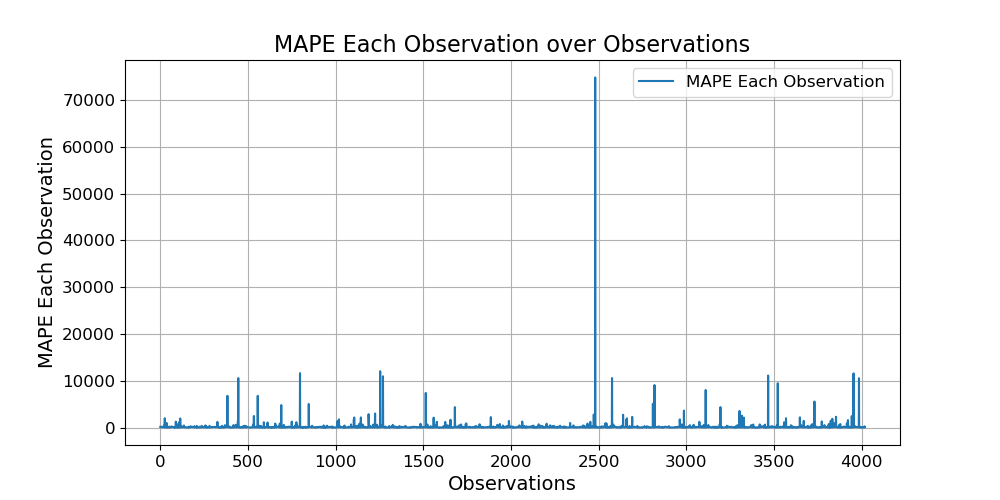 MAPE Each Observation over Observations
MAPE Each Observation
70000
60000
50000
40000
30000
20000
10000
0
MAPE Each Observation
0 500 1000 1500 2000 2500 3000 3500 4000
Observations